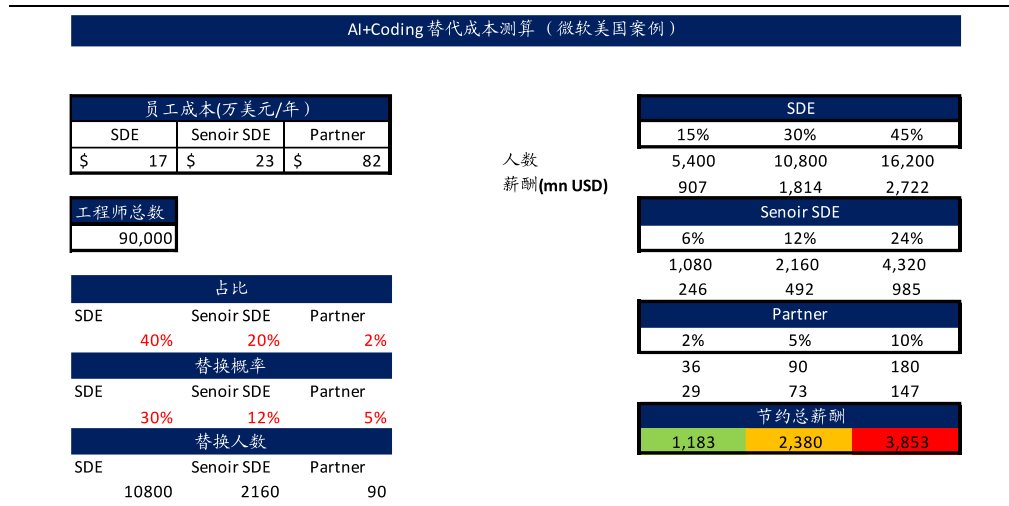 AI+Coding 替代成本测算 （微软美国案例）
员工成本(万美元/年）
SDE Senoir SDE Partner
$ 17 $ 23 $ 82
工程师总数
90,000
占比
SDE Senoir SDE Partner
40% 20% 2%
替换概率
SDE Senoir SDE Partner
30% 12% 5%
替换人数
SDE Senoir SDE Partner
10800 2160 90
SDE
15% 30% 45%
人数 5,400 10,800 16,200
薪酬(mn USD) 907 1,814 2,722
Senoir SDE
6% 12% 24%
1,080 2,160 4,320
246 492 985
Partner
2% 5% 10%
36 90 180
29 73 147
节约总薪酬
1,183 2,380 3,853